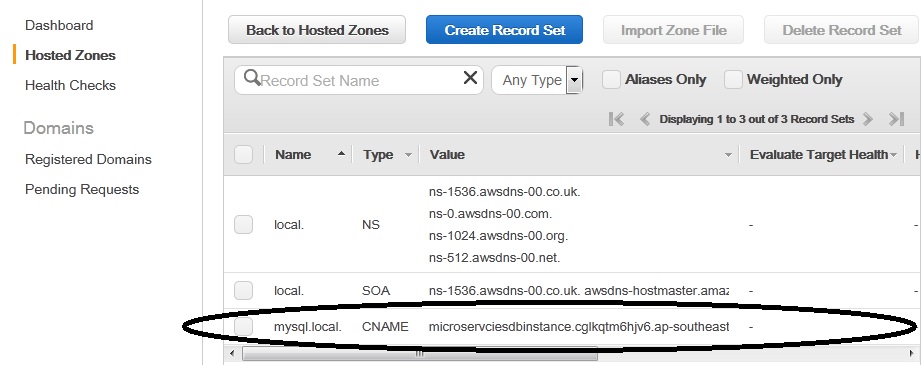 Dashboard
Hosted Zones
Health Checks
Domains
Registered Domains
Pending Requests
Back to Hosted Zones Create Record Set Import Zone File Delete Record Set
Record Set Name Any Type Aliases Only Weighted Only
Displaying 1 to 3 out of 3 Record Sets
Name Type Value Evaluate Target Health H
local. NS ns-1536.awsdns-00.co.uk. - -
ns-0.awsdns-00.com.
ns-1024.awsdns-00.org.
ns-512.awsdns-00.net.
local. SOA ns-1536.awsdns-00.co.uk. awsdns-hostmaster.amaz - -
mysql.local. CNAME microservciesdbinstance.cglkqtm6hjv6.ap-southeast - -